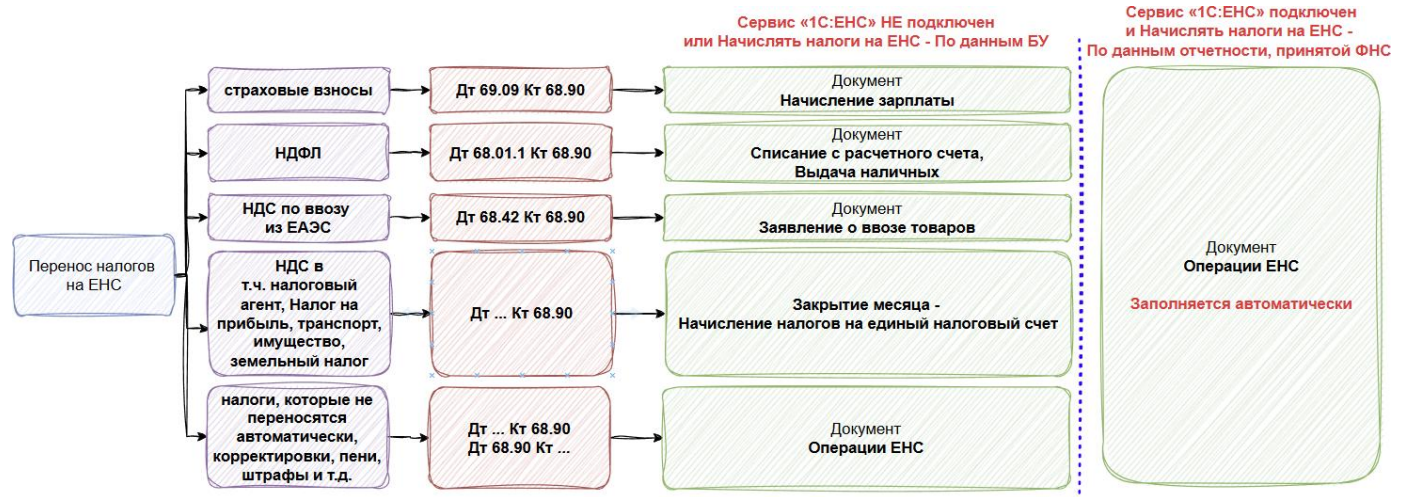 Сервис «1С:ЕНС» НЕ подключен
или Начислять налоги на ЕНС - По данным БУ
Сервис «1С:ЕНС» подключен
и Начислять налоги на ЕНС -
По данным отчетности, принятой ФНС
Перенос налогов
на ЕНС
страховые взносы
Дт 69.09 Кт 68.90
Документ
Начисление зарплаты
НДФЛ
Дт 68.01.1 Кт 68.90
Документ
Списание с расчетного счета,
Выдача наличных
НДС по ввозу
из ЕАЭС
Дт 68.42 Кт 68.90
Документ
Заявление о ввозе товаров
НДС в
т.ч. налоговый
агент, Налог на
прибыль, транспорт,
имущество,
земельный налог
Дт ... Кт 68.90
Закрытие месяца -
Начисление налогов на единый налоговый счет
налоги, которые не
переносятся
автоматически,
корректировки, пени,
штрафы и т.д.
Дт ... Кт 68.90
Дт 68.90 Кт ...
Документ
Операции ЕНС
Документ
Операции ЕНС
Заполняется автоматически